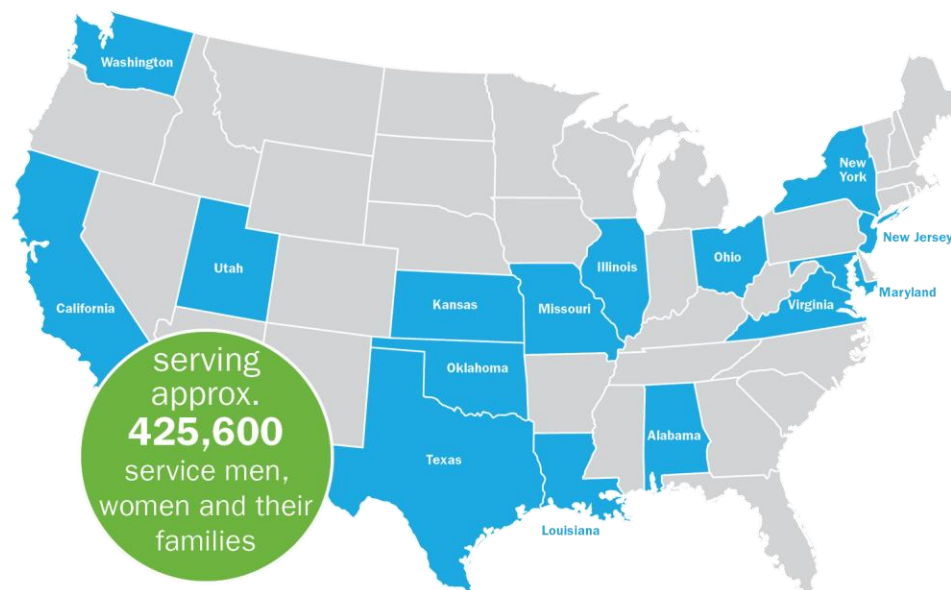 Washington
New
York
New Jersey
Utah
Illinois
Ohio
California
Kansas
Missouri
Virginia
Maryland
serving
approx.
425,600
service men,
women and their
families
Oklahoma
Texas
Alabama
Louisiana